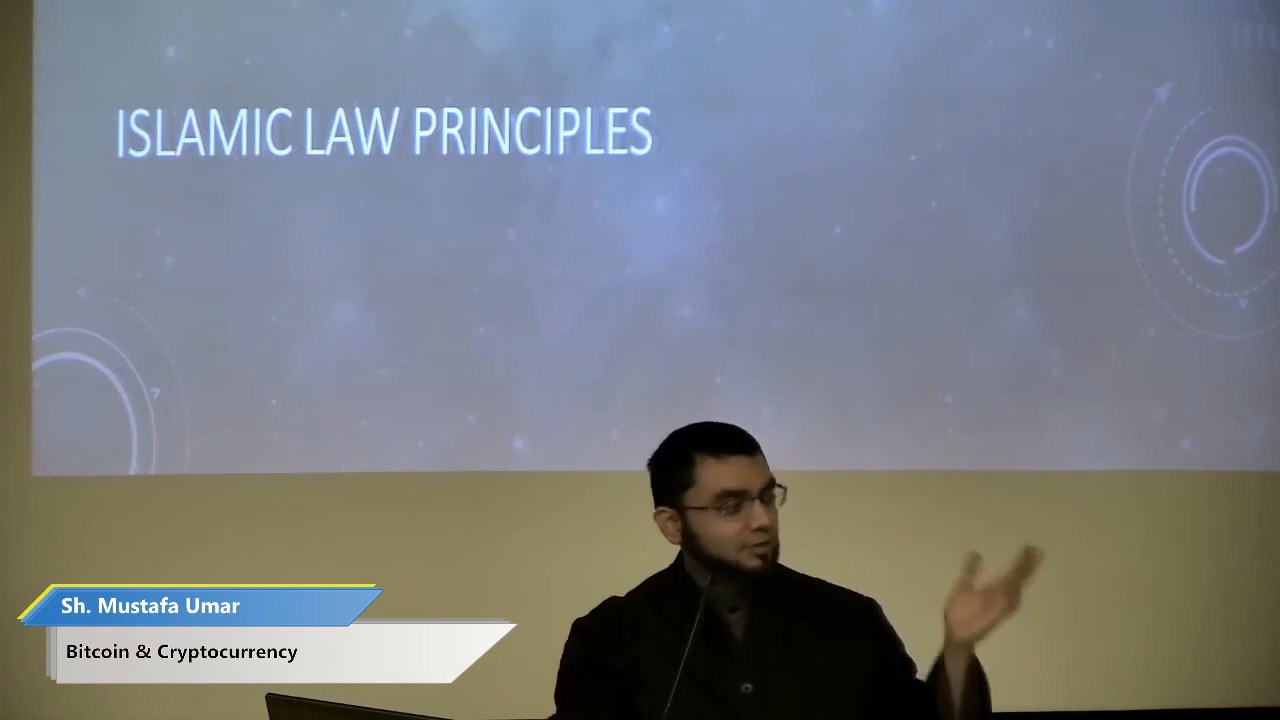 ISLAMIC LAW PRINCIPLES
Sh. Mustafa Umar
Bitcoin & Cryptocurrency